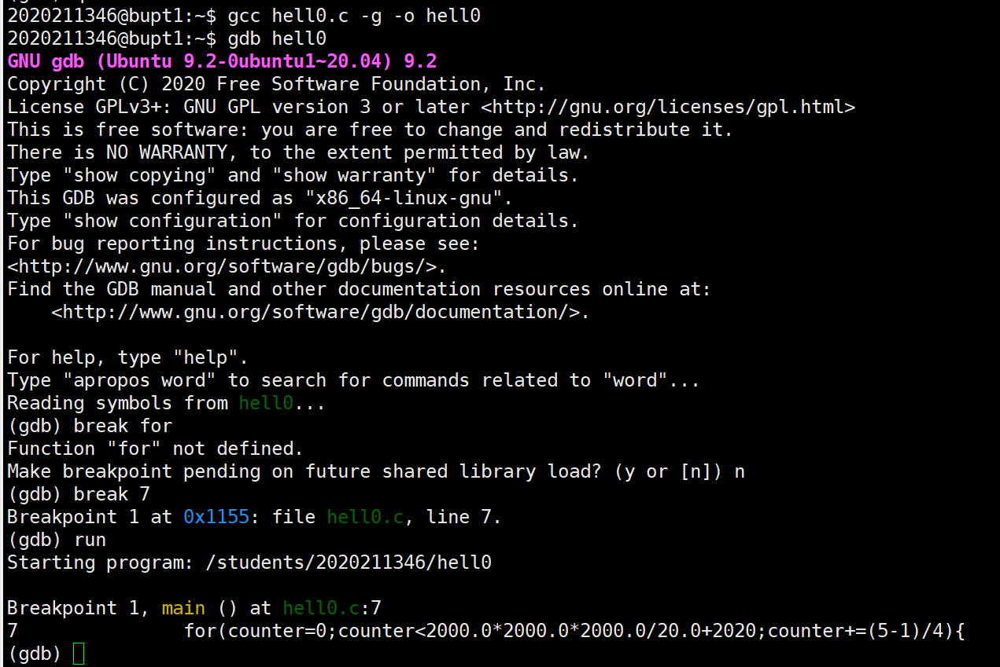 2020211346@bupt1:~$ gcc hell0.c -g -o hell0
2020211346@bupt1:~$ gdb hell0
GNU gdb (Ubuntu 9.2-0ubuntu1~20.04) 9.2
Copyright (C) 2020 Free Software Foundation, Inc.
License GPLv3+: GNU GPL version 3 or later <http://gnu.org/licenses/gpl.html>
This is free software: you are free to change and redistribute it.
There is NO WARRANTY, to the extent permitted by law.
Type "show copying" and "show warranty" for details.
This GDB was configured as "x86_64-linux-gnu".
Type "show configuration" for configuration details.
For bug reporting instructions, please see:
<http://www.gnu.org/software/gdb/bugs/>.
Find the GDB manual and other documentation resources online at:
    <http://www.gnu.org/software/gdb/documentation/>.

For help, type "help".
Type "apropos word" to search for commands related to "word"...
Reading symbols from hell0...
(gdb) break for
Function "for" not defined.
Make breakpoint pending on future shared library load? (y or [n]) n
(gdb) break 7
Breakpoint 1 at 0x1155: file hell0.c, line 7.
(gdb) run
Starting program: /students/2020211346/hell0

Breakpoint 1, main () at hell0.c:7
7               for(counter=0;counter<2000.0*2000.0*2000.0/20.0+2020;counter+=(5-1)/4){
(gdb)